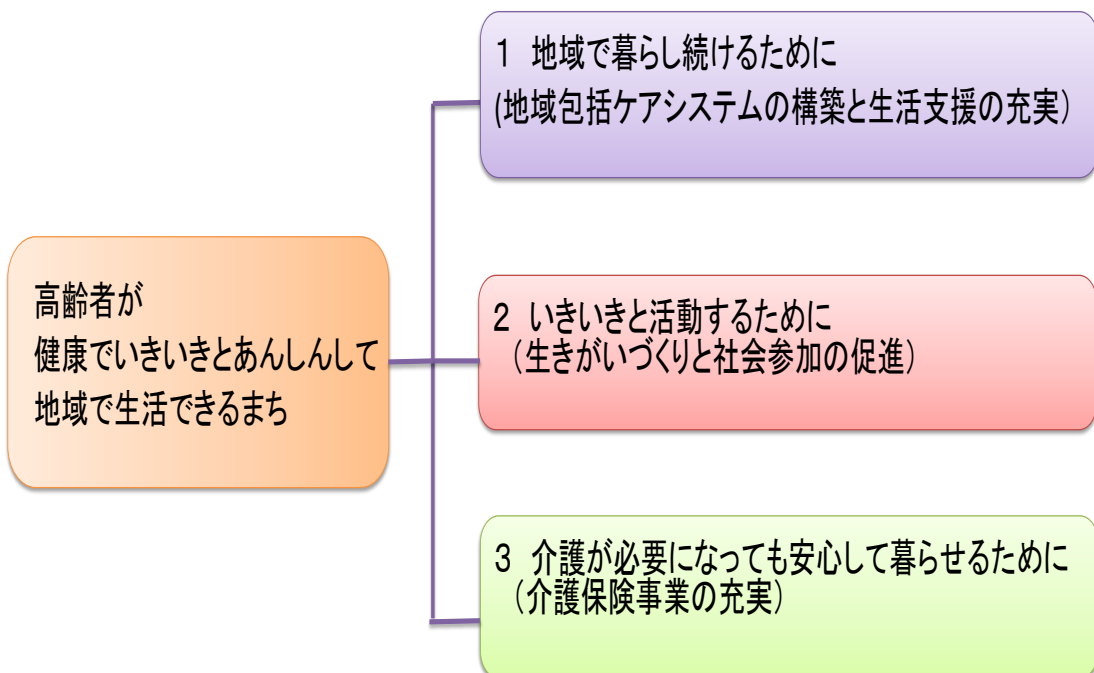 高齢者が
健康でいきいきとあんしんして
地域で生活できるまち
1 地域で暮らし続けるために
(地域包括ケアシステムの構築と生活支援の充実)
2 いきいきと活動するために
(生きがいづくりと社会参加の促進)
3 介護が必要になっても安心して暮らせるために
(介護保険事業の充実)